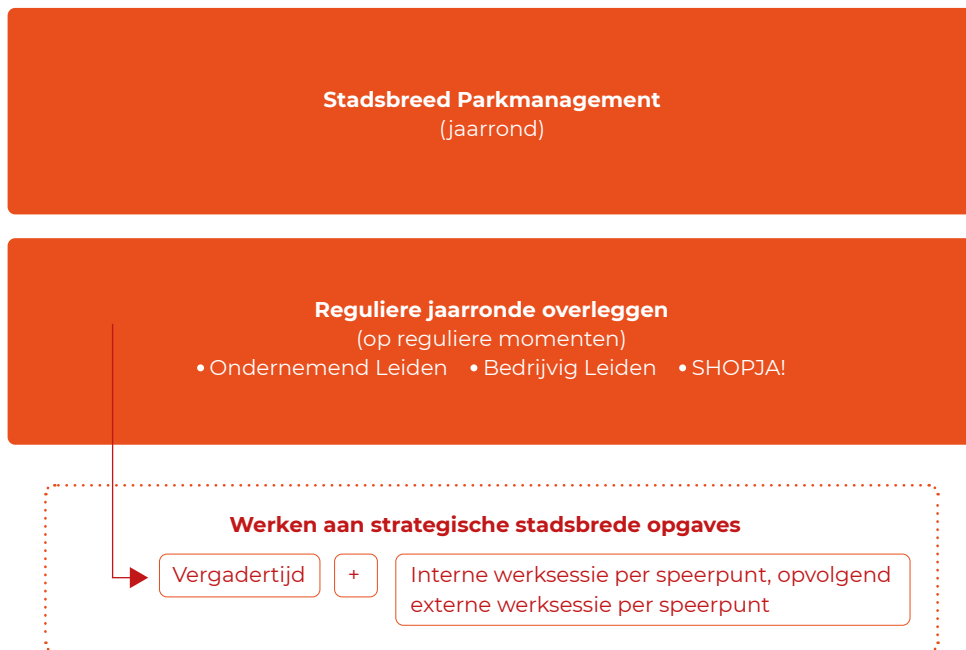 Stadsbreed Parkmanagement
(jaarrond)
Reguliere jaarronde overleggen
(op reguliere momenten)
• Ondernemend Leiden • Bedrijvig Leiden • SHOPJA!
Werken aan strategische stadsbrede opgaves
Vergadertijd + Interne werksessie per speerpunt, opvolgend
externe werksessie per speerpunt